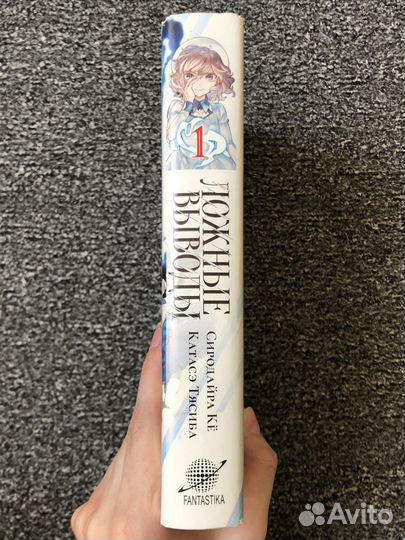 1
ЛОЖНЫЕ
ВЫВОДЫ
Сиродайра Кё
Катасэ Тясиба
FANTASTIKA
Avito